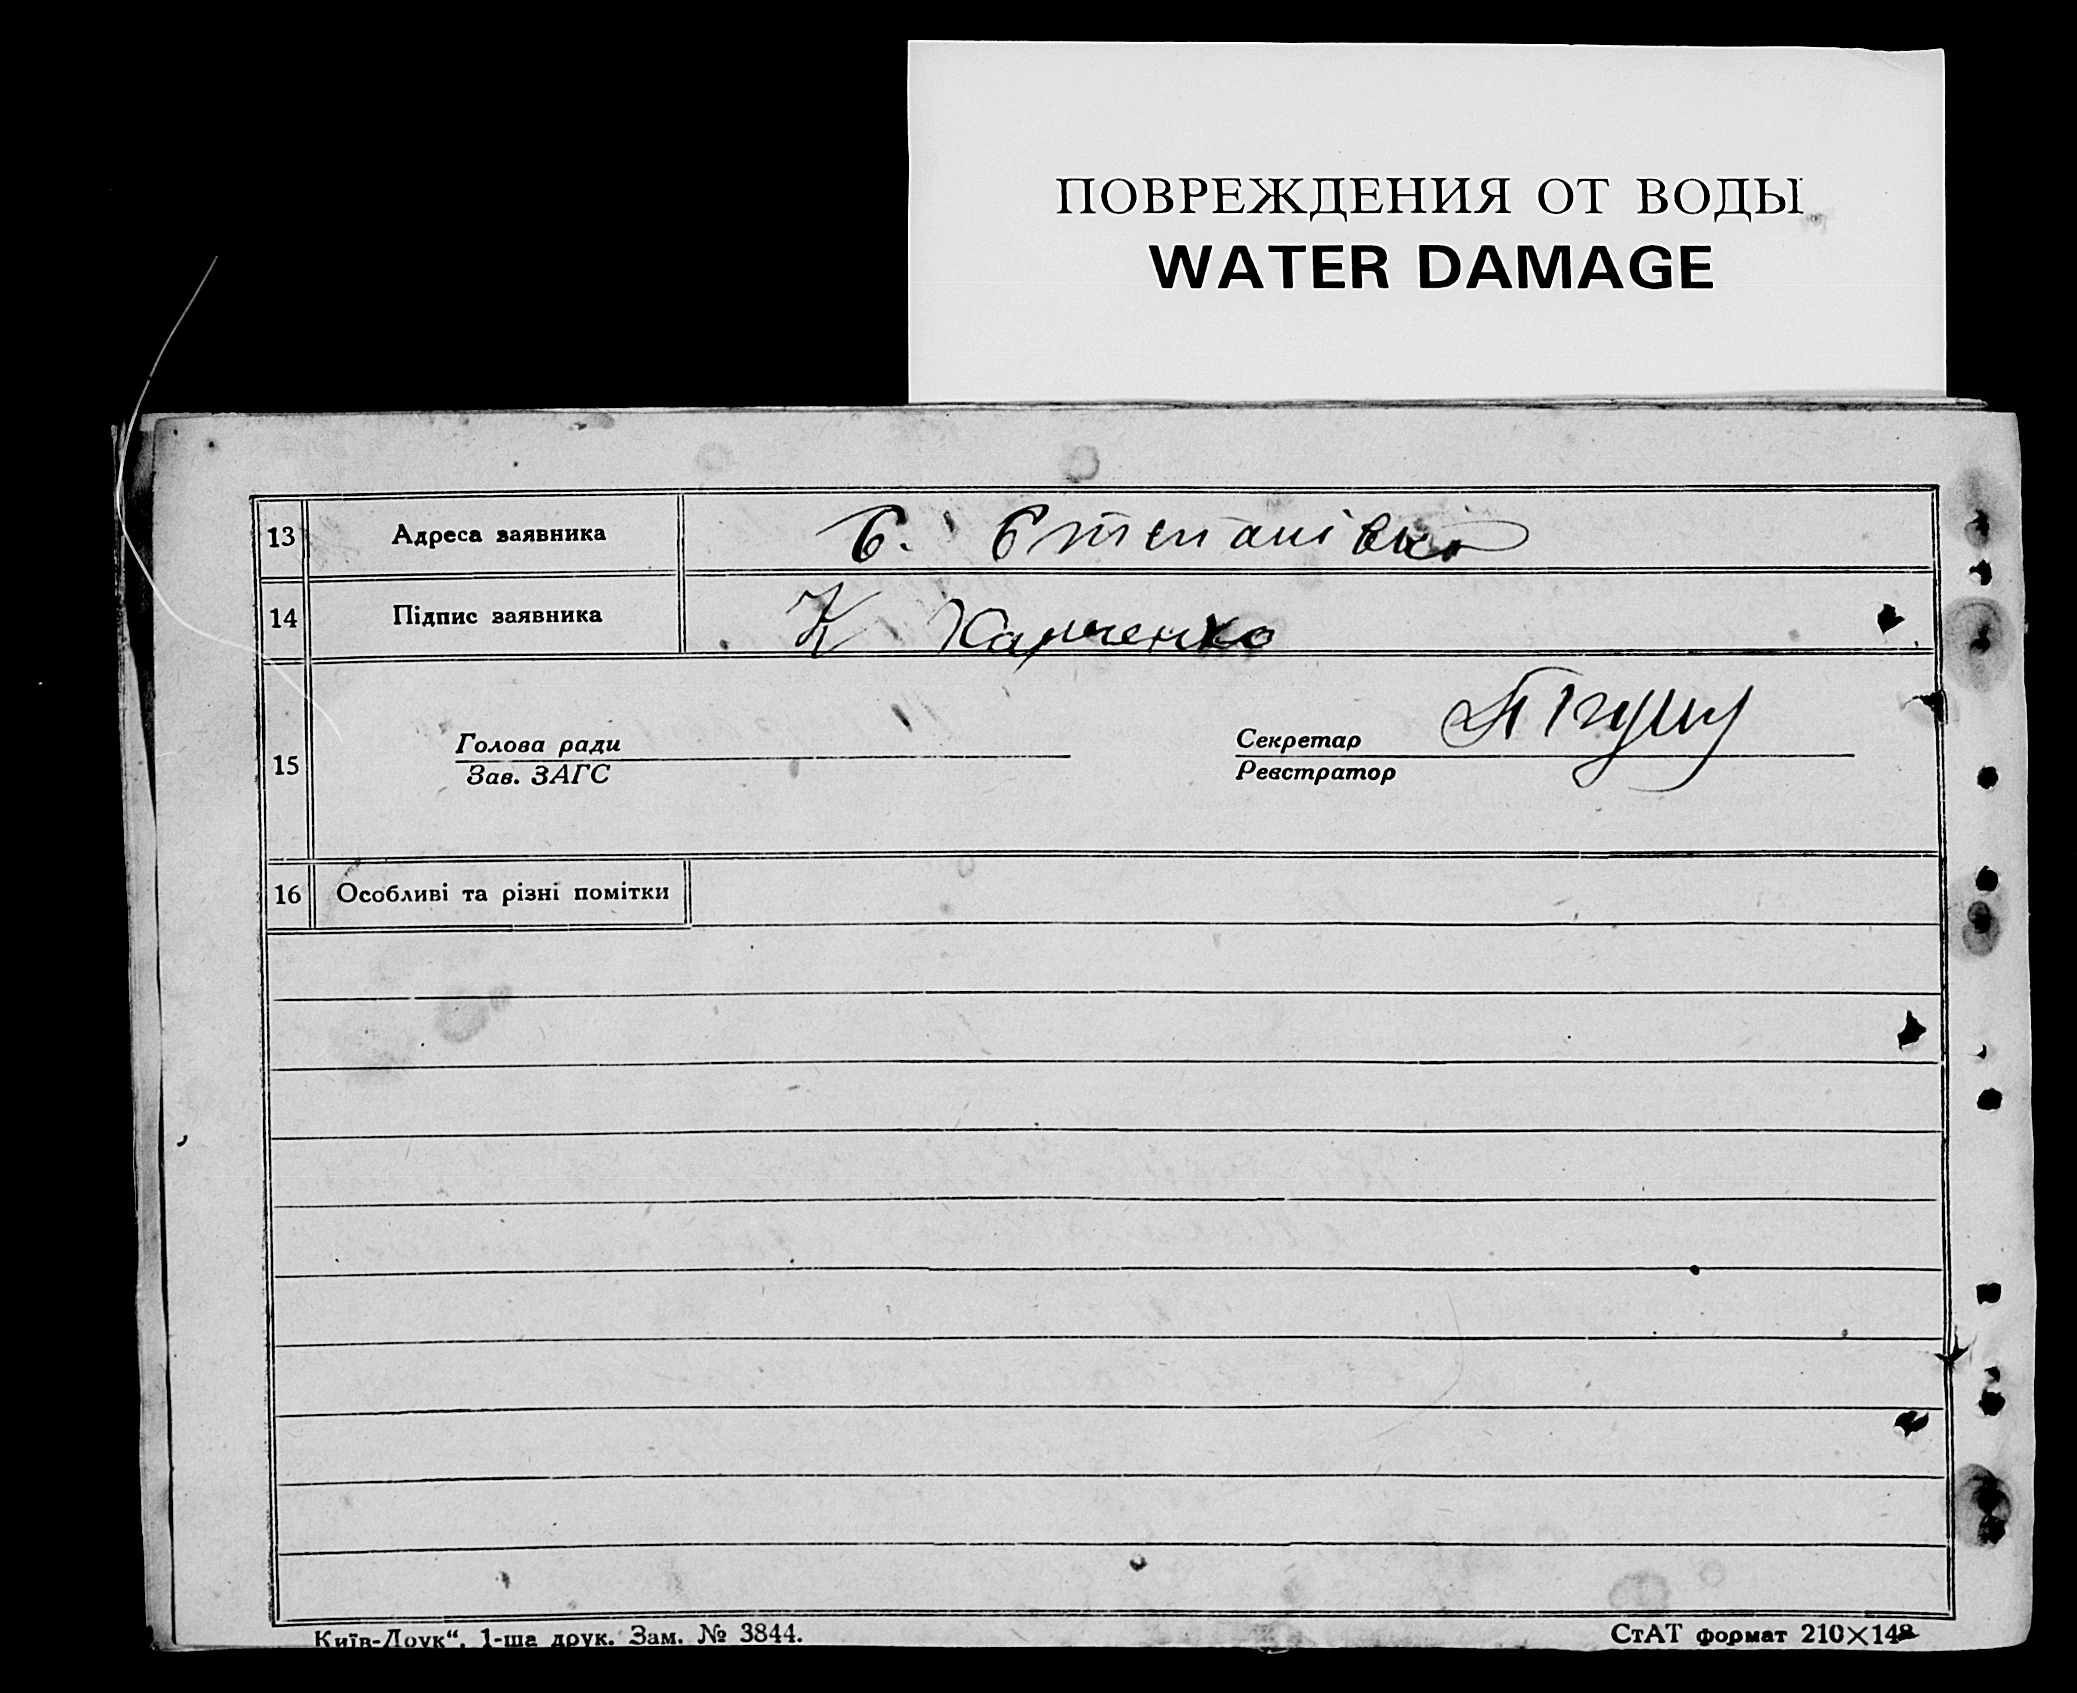 ПОВРЕЖДЕНИЯ ОТ ВОДЫ
WATER DAMAGE
13 Адреса заявника С. Степанівка
14 Підпис заявника К Харченко
15
Голова ради
Зав. ЗАГС
Секретар
Реєстратор
16 Особливі та різні помітки
Київ-Друк“, 1-ша друк. Зам. № 3844.
СтАТ формат 210×148